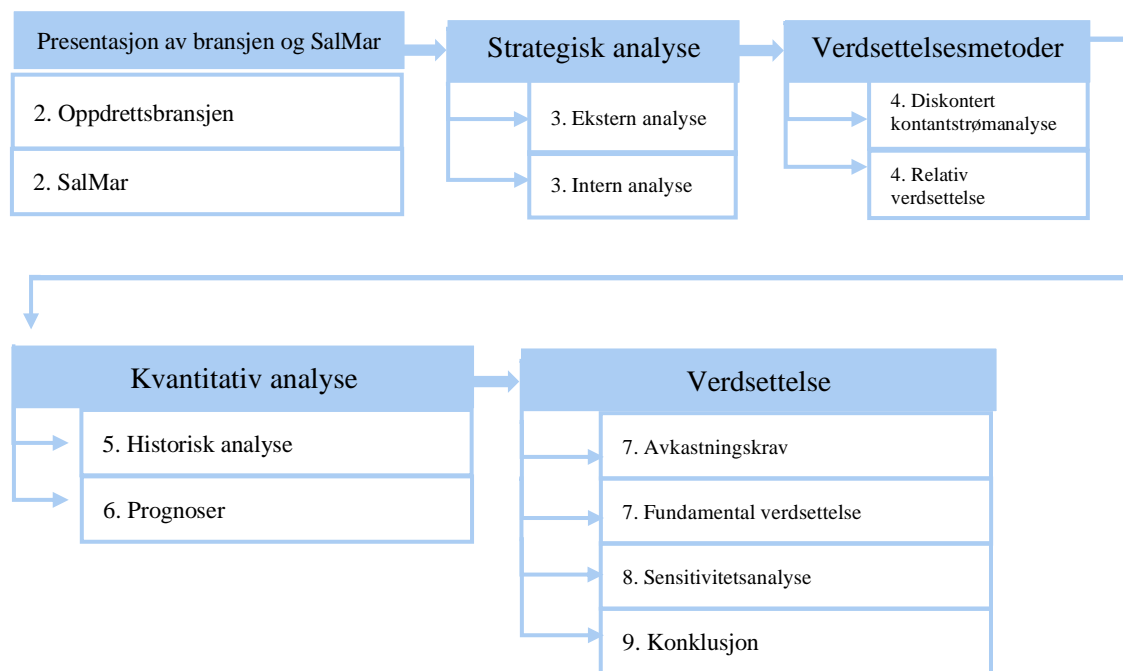 Presentasjon av bransjen og SalMar
2. Oppdrettsbransjen
2. SalMar
Strategisk analyse
3. Ekstern analyse
3. Intern analyse
Verdsettelsesmetoder
4. Diskontert
kontantstrømanalyse
4. Relativ
verdsettelse
Kvantitativ analyse
5. Historisk analyse
6. Prognoser
Verdsettelse
7. Avkastningskrav
7. Fundamental verdsettelse
8. Sensitivitetsanalyse
9. Konklusjon